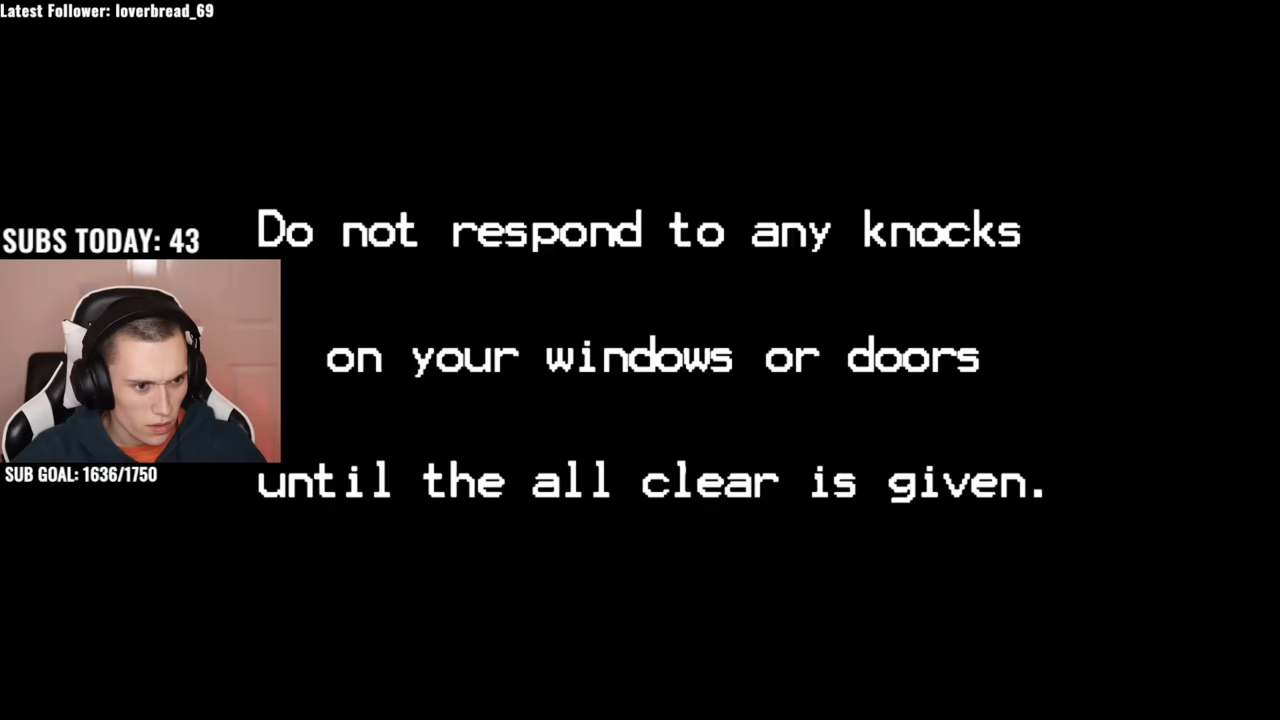 Latest Follower: loverbread_69
SUBS TODAY: 43
Do not respond to any knocks
on your windows or doors
until the all clear is given.
SUB GOAL: 1636/1750